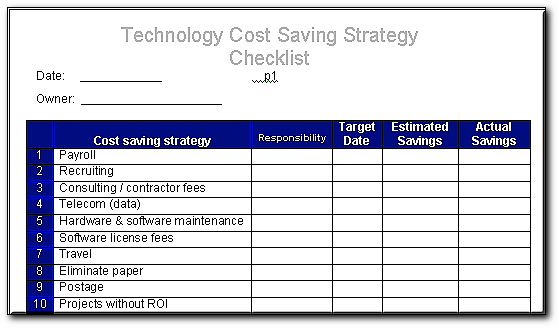 Technology Cost Saving Strategy
Checklist
Date: ____________ p1
Owner: _____________________
Cost saving strategy Responsibility Target Date Estimated Savings Actual Savings
1 Payroll
2 Recruiting
3 Consulting / contractor fees
4 Telecom (data)
5 Hardware & software maintenance
6 Software license fees
7 Travel
8 Eliminate paper
9 Postage
10 Projects without ROI